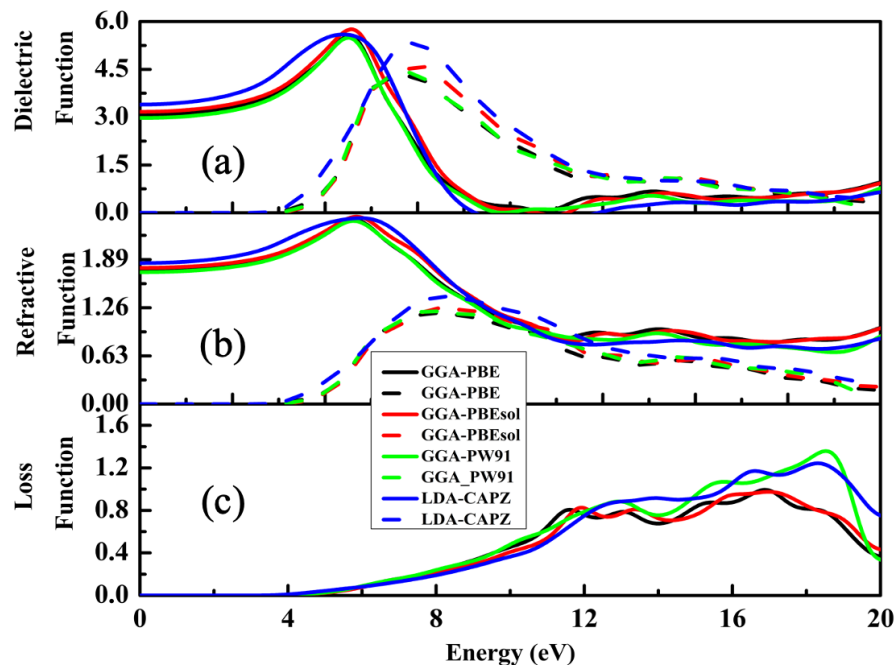 Dielectric
Function
6.0
4.5
3.0
1.5
0.0
(a)
Refractive
Function
1.89
1.26
0.63
0.00
(b)
GGA-PBE
GGA-PBE
GGA-PBEsol
GGA-PBEsol
GGA-PW91
GGA_PW91
LDA-CAPZ
LDA-CAPZ
Loss
Function
1.6
1.2
0.8
0.4
0.0
(c)
0 4 8 12 16 20
Energy (eV)